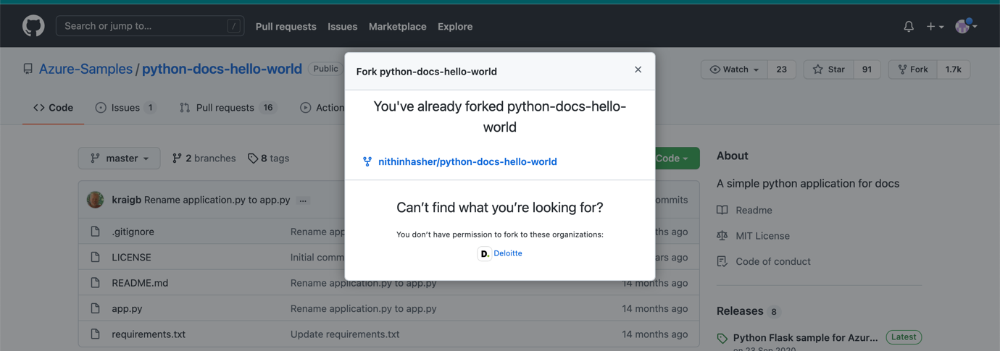 Search or jump to... /
Pull requests Issues Marketplace Explore
Azure-Samples / python-docs-hello-world Public
Watch 23 Star 91 Fork 1.7k
Code Issues 1 Pull requests 16 Action
Fork python-docs-hello-world
You've already forked python-docs-hello-
world
nithinhasher/python-docs-hello-world
Can't find what you're looking for?
You don't have permission to fork to these organizations:
D. Deloitte
master 2 branches 8 tags Code
kraigb Rename application.py to app.py ... ommits
.gitignore Rename app ths ago
LICENSE Initial comm ars ago
README.md Rename application.py to app.py 14 months ago
app.py Rename application.py to app.py 14 months ago
requirements.txt Update requirements.txt 14 months ago
About
A simple python application for docs
Readme
MIT License
Code of conduct
Releases 8
Python Flask sample for Azur... Latest
on 23 Sep 2020